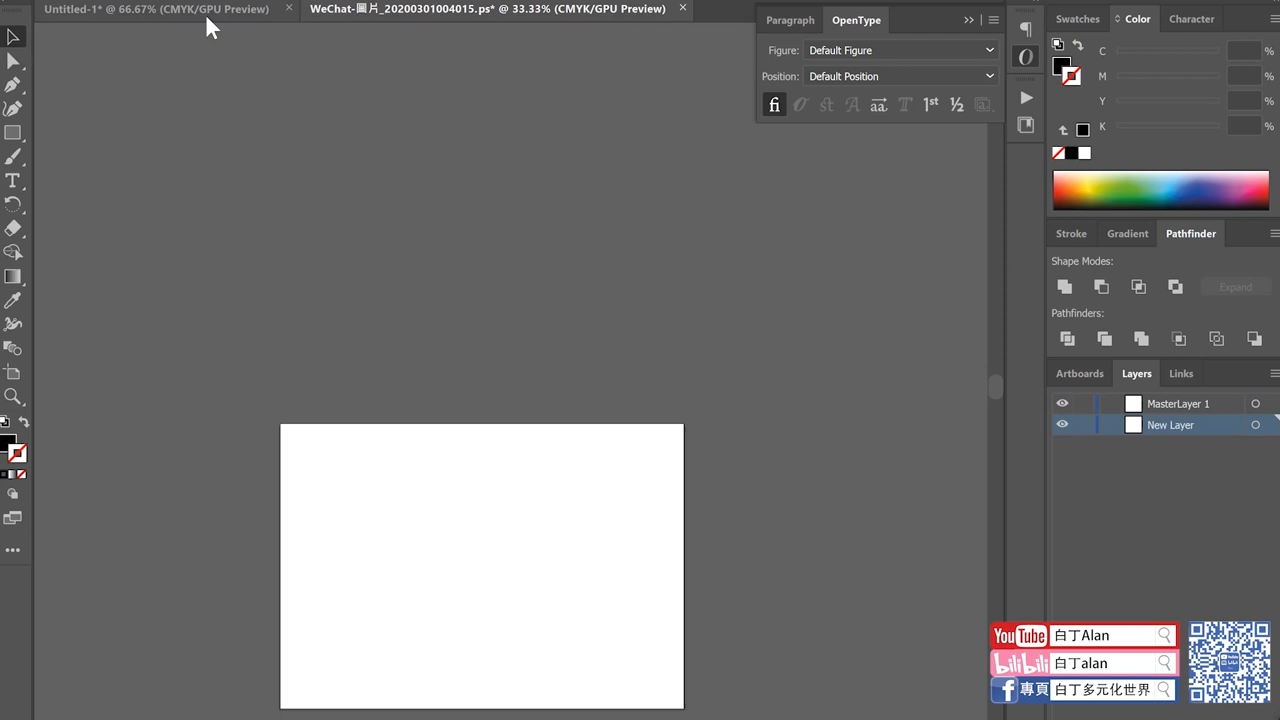 Untitled-1* @ 66.67% (CMYK/GPU Preview)
WeChat-圖片_20200301004015.ps* @ 33.33% (CMYK/GPU Preview)
Paragraph
OpenType
Figure:
Default Figure
Position:
Default Position
Swatches
Color
Character
C
%
M
%
Y
%
K
%
Stroke
Gradient
Pathfinder
Shape Modes:
Expand
Pathfinders:
Artboards
Layers
Links
MasterLayer 1
New Layer
YouTube
白丁Alan
bilibili
白丁alan
f 專頁
白丁多元化世界